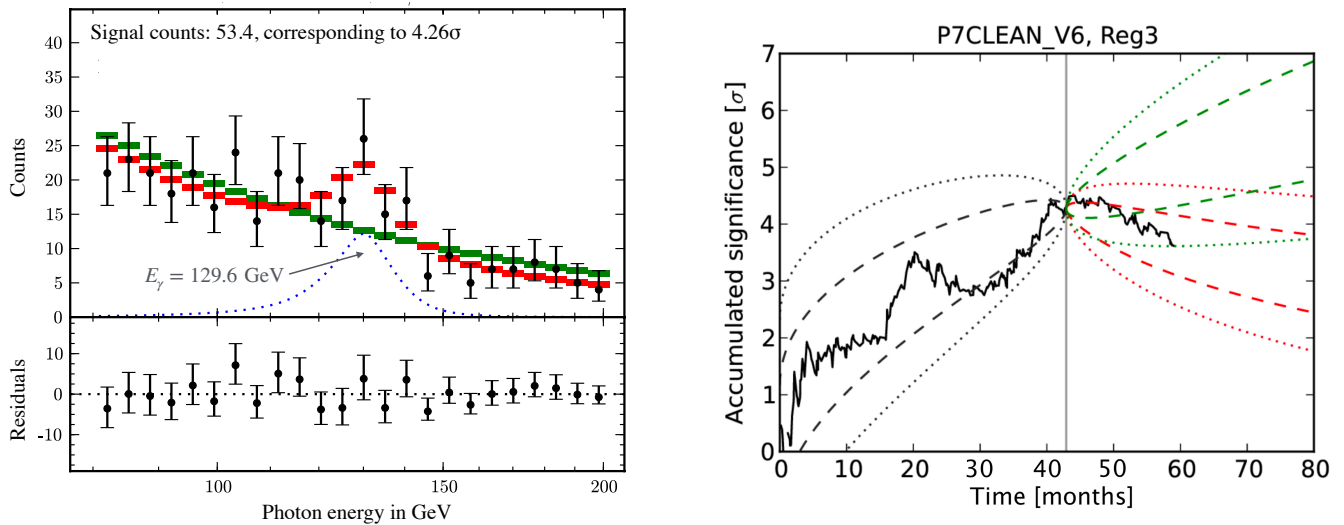 Signal counts: 53.4, corresponding to 4.26σ
Counts
40
35
30
25
20
15
10
5
0
E_γ = 129.6 GeV
Residuals
10
0
-10
100
150
200
Photon energy in GeV
P7CLEAN_V6, Reg3
Accumulated significance [σ]
7
6
5
4
3
2
1
0
0 10 20 30 40 50 60 70 80
Time [months]